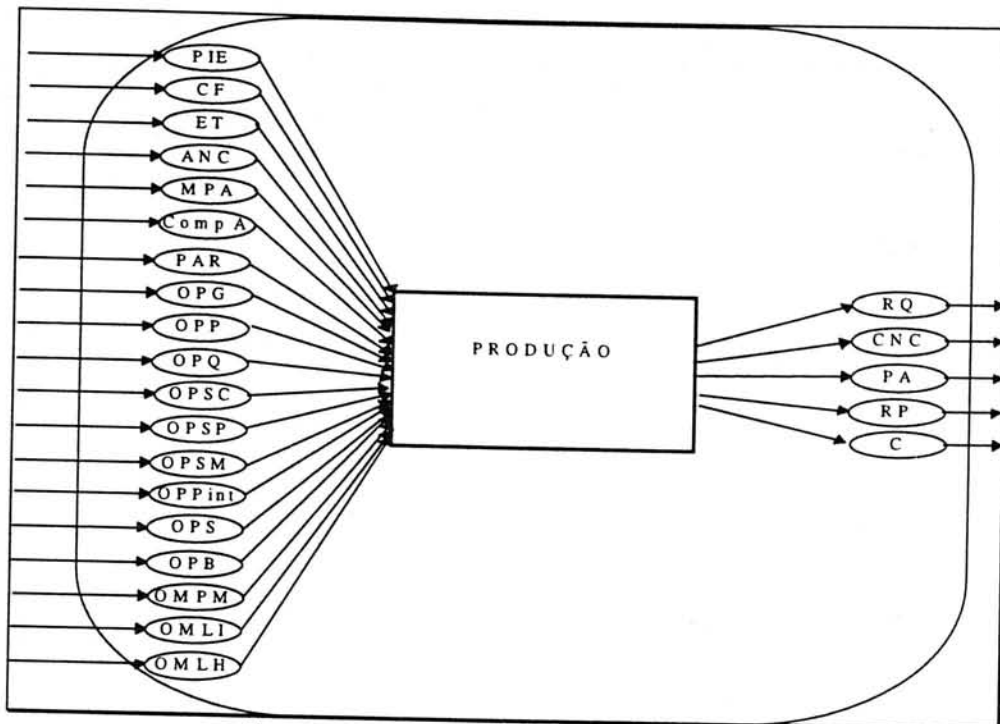 PIE
CF
ET
ANC
MPA
CompA
PAR
OPG
OPP
OPQ
OPSC
OPSP
OPSM
OPPint
OPS
OPB
OMPM
OMLI
OMLH
PRODUÇÃO
RQ
CNC
PA
RP
C